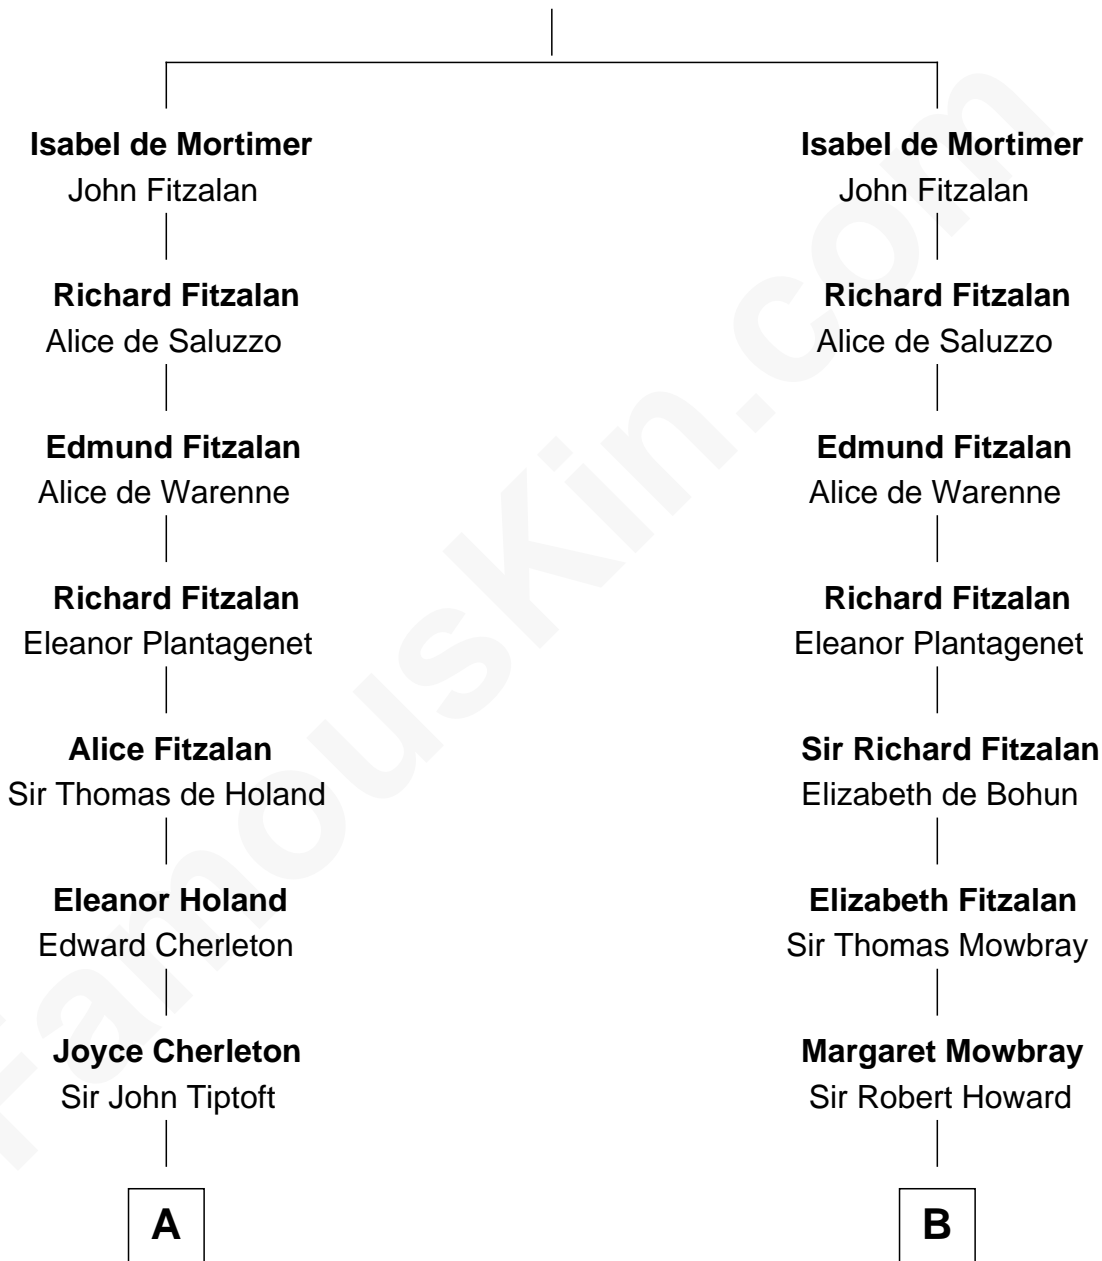 Isabel de Mortimer
John Fitzalan
Richard Fitzalan
Alice de Saluzzo
Edmund Fitzalan
Alice de Warenne
Richard Fitzalan
Eleanor Plantagenet
Alice Fitzalan
Sir Thomas de Holand
Eleanor Holand
Edward Cherleton
Joyce Cherleton
Sir John Tiptoft
A
Isabel de Mortimer
John Fitzalan
Richard Fitzalan
Alice de Saluzzo
Edmund Fitzalan
Alice de Warenne
Richard Fitzalan
Eleanor Plantagenet
Sir Richard Fitzalan
Elizabeth de Bohun
Elizabeth Fitzalan
Sir Thomas Mowbray
Margaret Mowbray
Sir Robert Howard
B
FamousKin.com